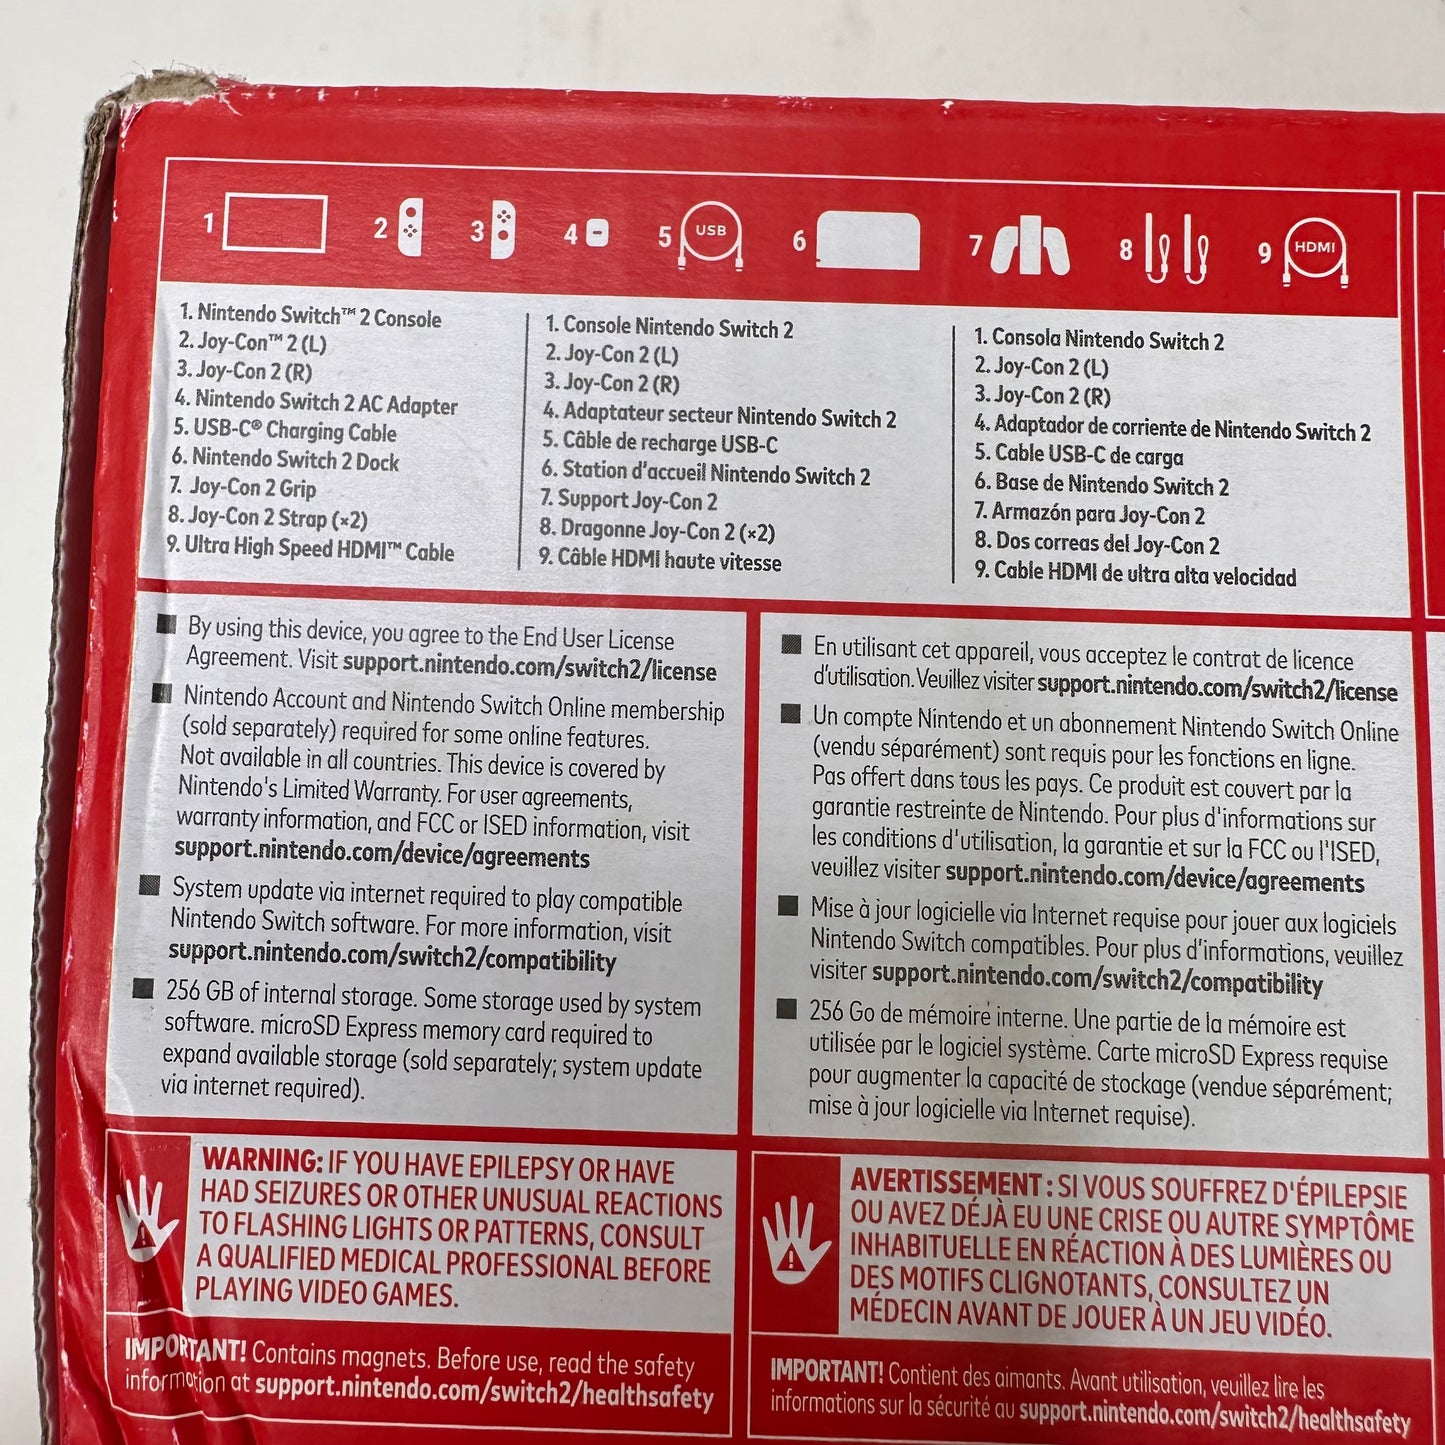 1
2
3
4
5
USB
6
7
8
9
HDMI
1. Nintendo Switch™ 2 Console
2. Joy-Con™ 2 (L)
3. Joy-Con 2 (R)
4. Nintendo Switch 2 AC Adapter
5. USB-C® Charging Cable
6. Nintendo Switch 2 Dock
7. Joy-Con 2 Grip
8. Joy-Con 2 Strap (×2)
9. Ultra High Speed HDMI™ Cable
1. Console Nintendo Switch 2
2. Joy-Con 2 (L)
3. Joy-Con 2 (R)
4. Adaptateur secteur Nintendo Switch 2
5. Câble de recharge USB-C
6. Station d'accueil Nintendo Switch 2
7. Support Joy-Con 2
8. Dragonne Joy-Con 2 (×2)
9. Câble HDMI haute vitesse
1. Consola Nintendo Switch 2
2. Joy-Con 2 (L)
3. Joy-Con 2 (R)
4. Adaptador de corriente de Nintendo Switch 2
5. Cable USB-C de carga
6. Base de Nintendo Switch 2
7. Armazón para Joy-Con 2
8. Dos correas del Joy-Con 2
9. Cable HDMI de ultra alta velocidad
■ By using this device, you agree to the End User License
Agreement. Visit support.nintendo.com/switch2/license
■ Nintendo Account and Nintendo Switch Online membership
(sold separately) required for some online features.
Not available in all countries. This device is covered by
Nintendo's Limited Warranty. For user agreements,
warranty information, and FCC or ISED information, visit
support.nintendo.com/device/agreements
■ System update via internet required to play compatible
Nintendo Switch software. For more information, visit
support.nintendo.com/switch2/compatibility
■ 256 GB of internal storage. Some storage used by system
software. microSD Express memory card required to
expand available storage (sold separately; system update
via internet required).
■ En utilisant cet appareil, vous acceptez le contrat de licence
d'utilisation. Veuillez visiter support.nintendo.com/switch2/license
■ Un compte Nintendo et un abonnement Nintendo Switch Online
(vendu séparément) sont requis pour les fonctions en ligne.
Pas offert dans tous les pays. Ce produit est couvert par la
garantie restreinte de Nintendo. Pour plus d'informations sur
les conditions d'utilisation, la garantie et sur la FCC ou l'ISED,
veuillez visiter support.nintendo.com/device/agreements
■ Mise à jour logicielle via Internet requise pour jouer aux logiciels
Nintendo Switch compatibles. Pour plus d'informations, veuillez
visiter support.nintendo.com/switch2/compatibility
■ 256 Go de mémoire interne. Une partie de la mémoire est
utilisée par le logiciel système. Carte microSD Express requise
pour augmenter la capacité de stockage (vendue séparément;
mise à jour logicielle via Internet requise).
WARNING: IF YOU HAVE EPILEPSY OR HAVE
HAD SEIZURES OR OTHER UNUSUAL REACTIONS
TO FLASHING LIGHTS OR PATTERNS, CONSULT
A QUALIFIED MEDICAL PROFESSIONAL BEFORE
PLAYING VIDEO GAMES.
IMPORTANT! Contains magnets. Before use, read the safety
information at support.nintendo.com/switch2/healthsafety
AVERTISSEMENT : SI VOUS SOUFFREZ D'ÉPILEPSIE
OU AVEZ DÉJÀ EU UNE CRISE OU AUTRE SYMPTÔME
INHABITUELLE EN RÉACTION À DES LUMIÈRES OU
DES MOTIFS CLIGNOTANTS, CONSULTEZ UN
MÉDECIN AVANT DE JOUER À UN JEU VIDÉO.
IMPORTANT! Contient des aimants. Avant utilisation, veuillez lire les
informations sur la sécurité au support.nintendo.com/switch2/healthsafety